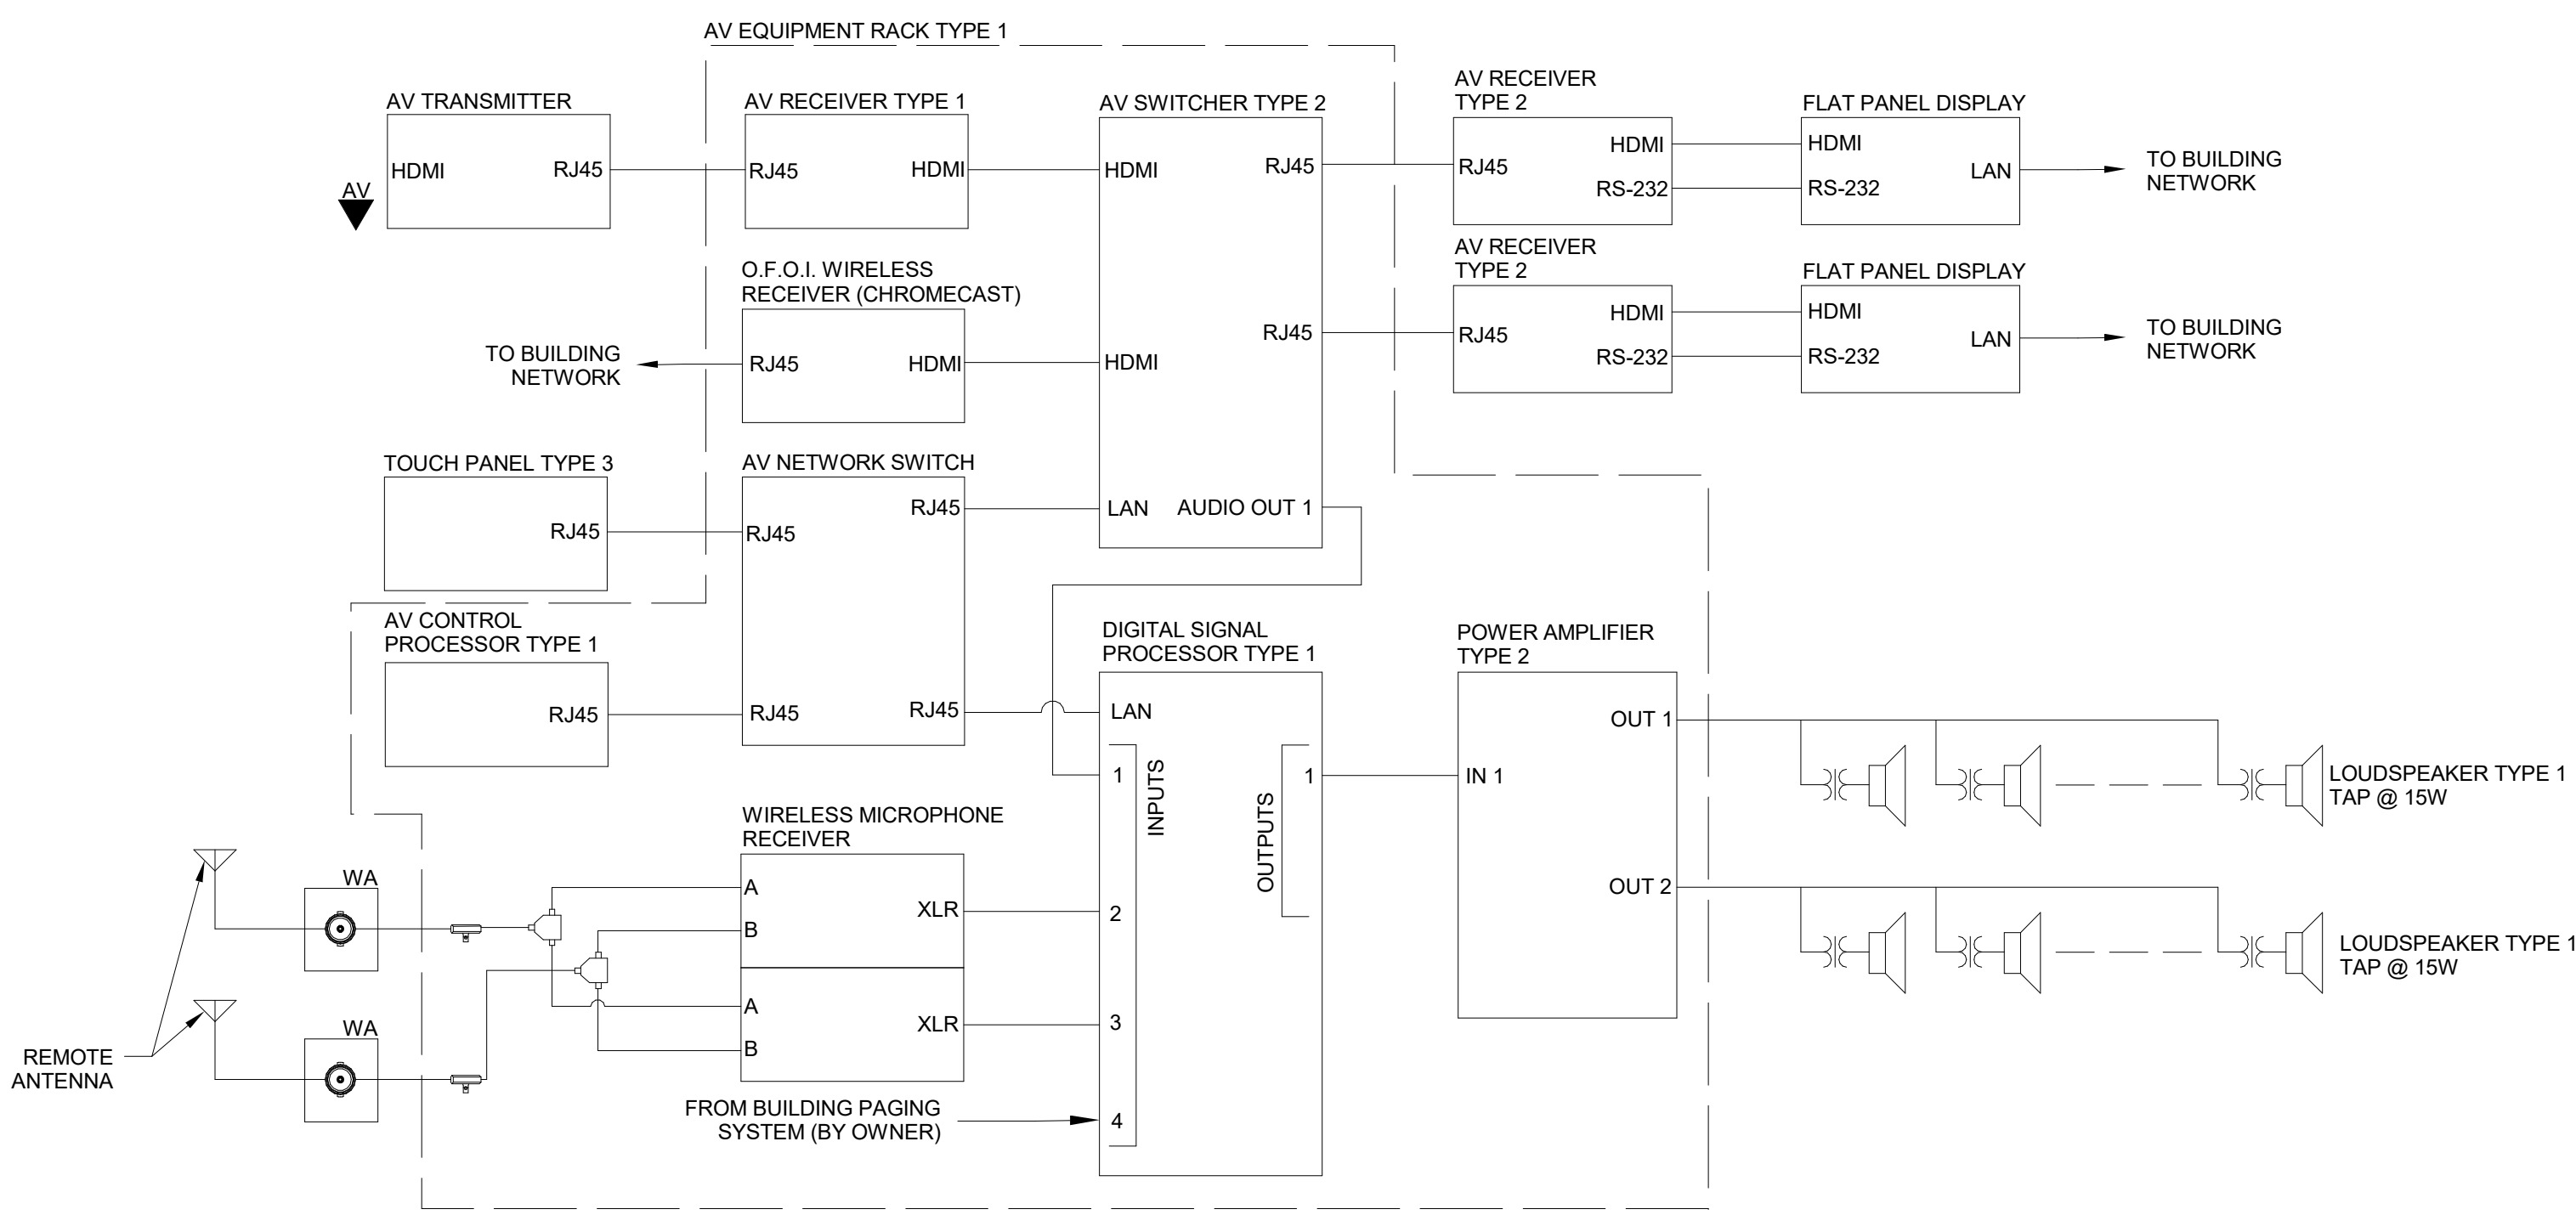 AV EQUIPMENT RACK TYPE 1
AV TRANSMITTER
HDMI
RJ45
AV
AV RECEIVER TYPE 1
RJ45
HDMI
AV SWITCHER TYPE 2
HDMI
RJ45
HDMI
RJ45
LAN
AUDIO OUT 1
AV RECEIVER
TYPE 2
RJ45
HDMI
RS-232
FLAT PANEL DISPLAY
HDMI
RS-232
LAN
TO BUILDING
NETWORK
AV RECEIVER
TYPE 2
RJ45
HDMI
RS-232
FLAT PANEL DISPLAY
HDMI
RS-232
LAN
TO BUILDING
NETWORK
O.F.O.I. WIRELESS
RECEIVER (CHROMECAST)
RJ45
HDMI
TO BUILDING
NETWORK
TOUCH PANEL TYPE 3
RJ45
AV NETWORK SWITCH
RJ45
RJ45
RJ45
RJ45
AV CONTROL
PROCESSOR TYPE 1
RJ45
DIGITAL SIGNAL
PROCESSOR TYPE 1
LAN
1
INPUTS
2
3
4
OUTPUTS
1
POWER AMPLIFIER
TYPE 2
IN 1
OUT 1
OUT 2
LOUDSPEAKER TYPE 1
TAP @ 15W
LOUDSPEAKER TYPE 1
TAP @ 15W
WIRELESS MICROPHONE
RECEIVER
A
B
XLR
A
B
XLR
WA
WA
REMOTE
ANTENNA
FROM BUILDING PAGING
SYSTEM (BY OWNER)